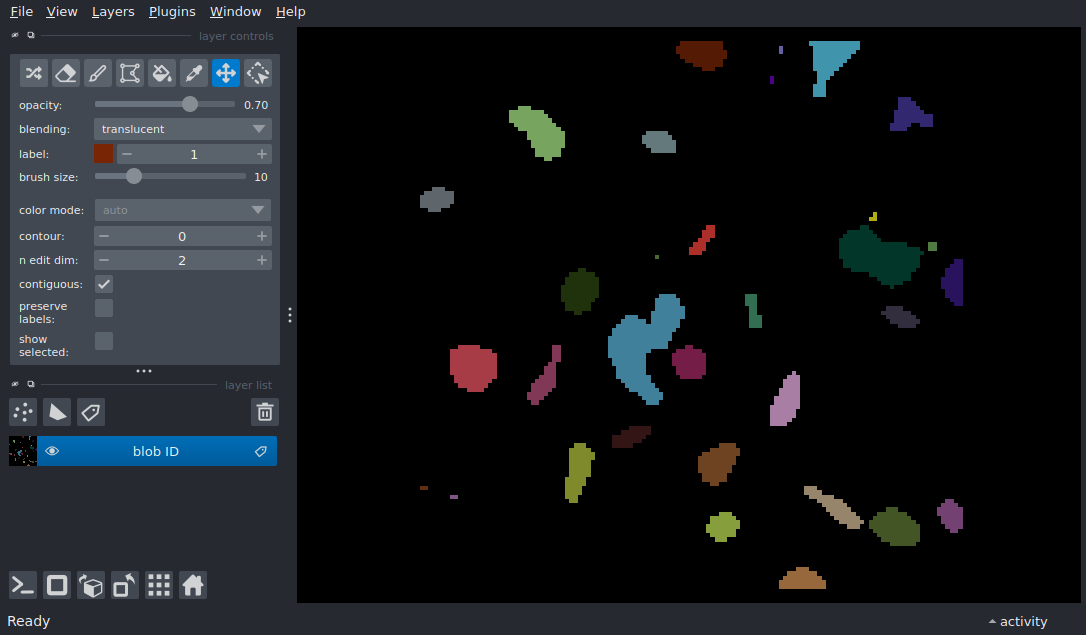 File View Layers Plugins Window Help
layer controls
opacity: 0.70
blending: translucent
label: 1
brush size: 10
color mode: auto
contour: 0
n edit dim: 2
contiguous:
preserve
labels:
show
selected:
layer list
blob ID
Ready
activity